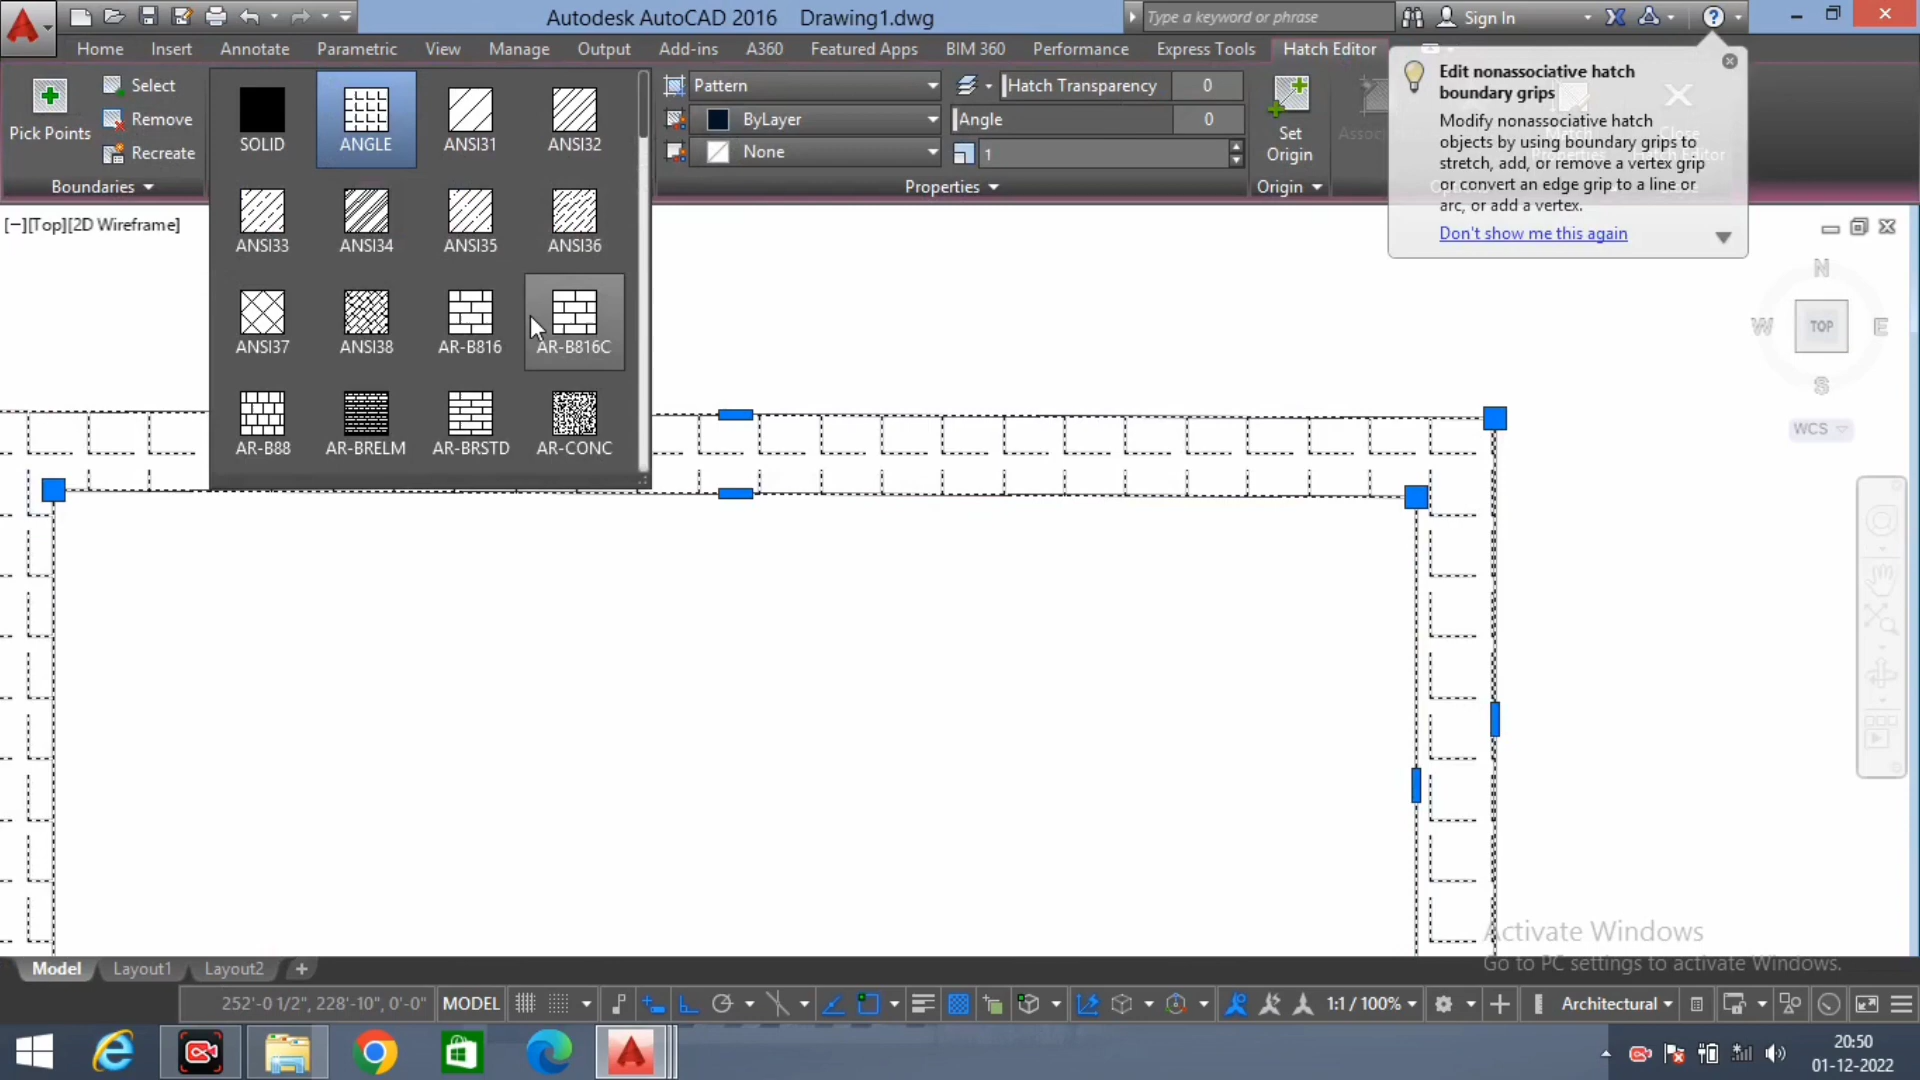 Autodesk AutoCAD 2016 Drawing1.dwg
Type a keyword or phrase
Sign In
Home Insert Annotate Parametric View Manage Output Add-ins A360 Featured Apps BIM 360 Performance Express Tools Hatch Editor
Pick Points
Select
Remove
Recreate
Boundaries
SOLID ANGLE ANSI31 ANSI32
ANSI33 ANSI34 ANSI35 ANSI36
ANSI37 ANSI38 AR-B816 AR-B816C
AR-B88 AR-BRELM AR-BRSTD AR-CONC
Pattern
ByLayer
None
Hatch Transparency 0
Angle 0
1
Properties
Set
Origin
Origin
Edit nonassociative hatch
boundary grips
Modify nonassociative hatch
objects by using boundary grips to
stretch, add, or remove a vertex grip
or convert an edge grip to a line or
arc, or add a vertex.
Don't show me this again
[−][Top][2D Wireframe]
N
W TOP E
S
WCS
Activate Windows
Go to PC settings to activate Windows.
Model Layout1 Layout2 +
252'-0 1/2", 228'-10", 0'-0" MODEL 1:1 / 100% Architectural
20:50
01-12-2022